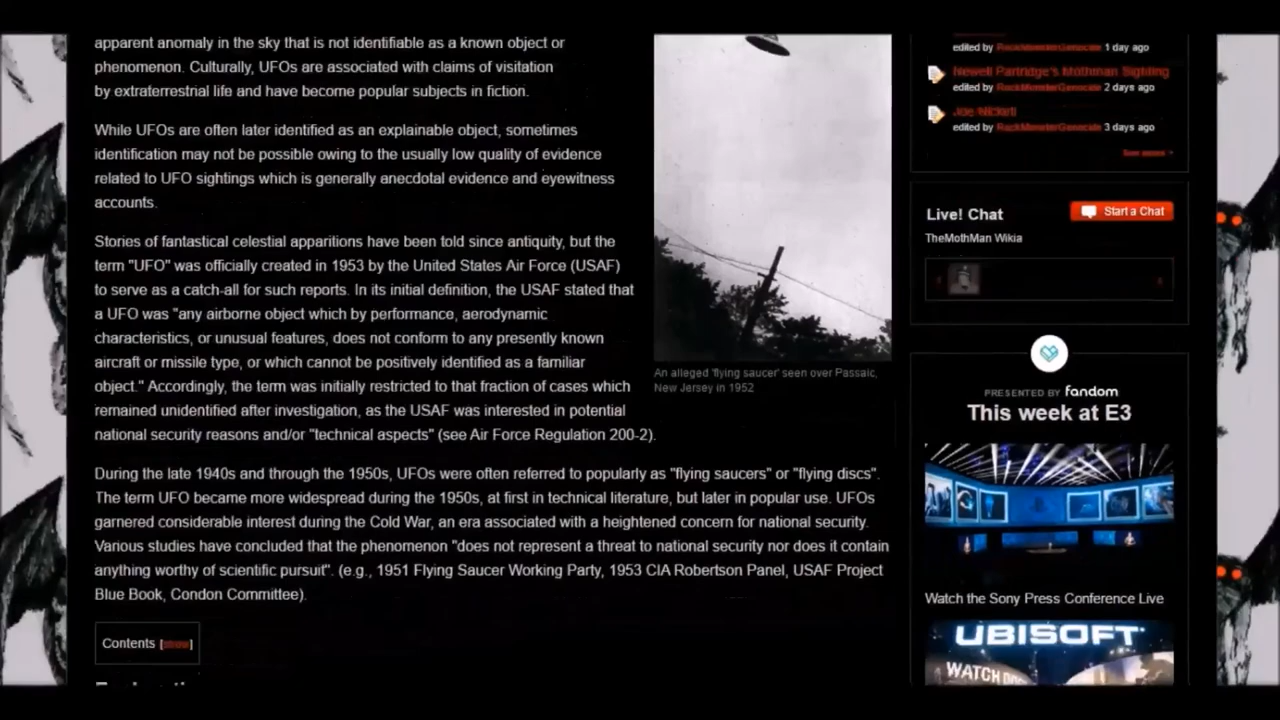 apparent anomaly in the sky that is not identifiable as a known object or
phenomenon. Culturally, UFOs are associated with claims of visitation
by extraterrestrial life and have become popular subjects in fiction.
While UFOs are often later identified as an explainable object, sometimes
identification may not be possible owing to the usually low quality of evidence
related to UFO sightings which is generally anecdotal evidence and eyewitness
accounts.
Stories of fantastical celestial apparitions have been told since antiquity, but the
term "UFO" was officially created in 1953 by the United States Air Force (USAF)
to serve as a catch-all for such reports. In its initial definition, the USAF stated that
a UFO was "any airborne object which by performance, aerodynamic
characteristics, or unusual features, does not conform to any presently known
aircraft or missile type, or which cannot be positively identified as a familiar
object." Accordingly, the term was initially restricted to that fraction of cases which
remained unidentified after investigation, as the USAF was interested in potential
national security reasons and/or "technical aspects" (see Air Force Regulation 200-2).
During the late 1940s and through the 1950s, UFOs were often referred to popularly as "flying saucers" or "flying discs".
The term UFO became more widespread during the 1950s, at first in technical literature, but later in popular use. UFOs
garnered considerable interest during the Cold War, an era associated with a heightened concern for national security.
Various studies have concluded that the phenomenon "does not represent a threat to national security nor does it contain
anything worthy of scientific pursuit". (e.g., 1951 Flying Saucer Working Party, 1953 CIA Robertson Panel, USAF Project
Blue Book, Condon Committee).
Contents [show]
An alleged 'flying saucer' seen over Passaic,
New Jersey in 1952
edited by 1 day ago
Newell Partridge's Mothman Sighting
edited by 2 days ago
Joe Nickell
edited by 3 days ago
See more >
Live! Chat
Start a Chat
TheMothMan Wikia
PRESENTED BY fandom
This week at E3
Watch the Sony Press Conference Live
UBISOFT
WATCH